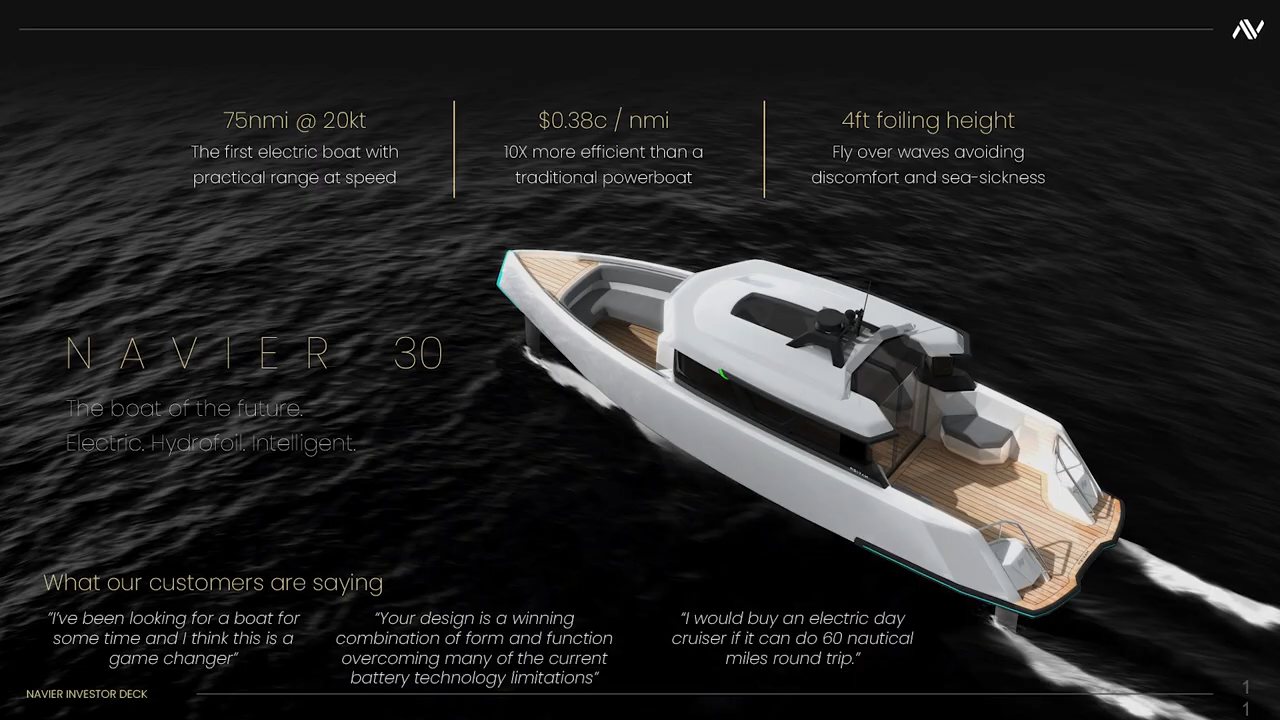 75nmi @ 20kt
The first electric boat with
practical range at speed
$0.38c / nmi
10X more efficient than a
traditional powerboat
4ft foiling height
Fly over waves avoiding
discomfort and sea-sickness
NAVIER 30
The boat of the future.
Electric. Hydrofoil. Intelligent.
What our customers are saying
“I’ve been looking for a boat for
some time and I think this is a
game changer”
“Your design is a winning
combination of form and function
overcoming many of the current
battery technology limitations”
“I would buy an electric day
cruiser if it can do 60 nautical
miles round trip.”
NAVIER INVESTOR DECK
1
1